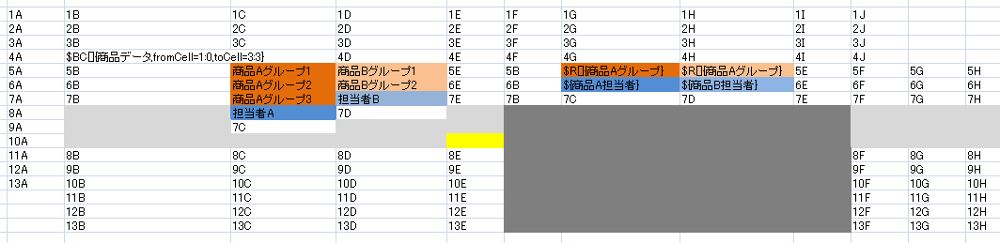 1A 1B 1C 1D 1E 1F 1G 1H 1I 1J
2A 2B 2C 2D 2E 2F 2G 2H 2I 2J
3A 3B 3C 3D 3E 3F 3G 3H 3I 3J
4A $BC[]{商品データ,fromCell=1:0,toCell=3:3} 4D 4E 4F 4G 4H 4I 4J
5A 5B 商品Aグループ1 商品Bグループ1 5E 5B $R[]{商品Aグループ} $R[]{商品Aグループ} 5E 5F 5G 5H
6A 6B 商品Aグループ2 商品Bグループ2 6E 6B ${商品A担当者} ${商品B担当者} 6E 6F 6G 6H
7A 7B 商品Aグループ3 担当者B 7E 7B 7C 7D 7E 7F 7G 7H
8A 担当者A 7D
9A 7C
10A
11A 8B 8C 8D 8E 8F 8G 8H
12A 9B 9C 9D 9E 9F 9G 9H
13A 10B 10C 10D 10E 10F 10G 10H
11B 11C 11D 11E 11F 11G 11H
12B 12C 12D 12E 12F 12G 12H
13B 13C 13D 13E 13F 13G 13H